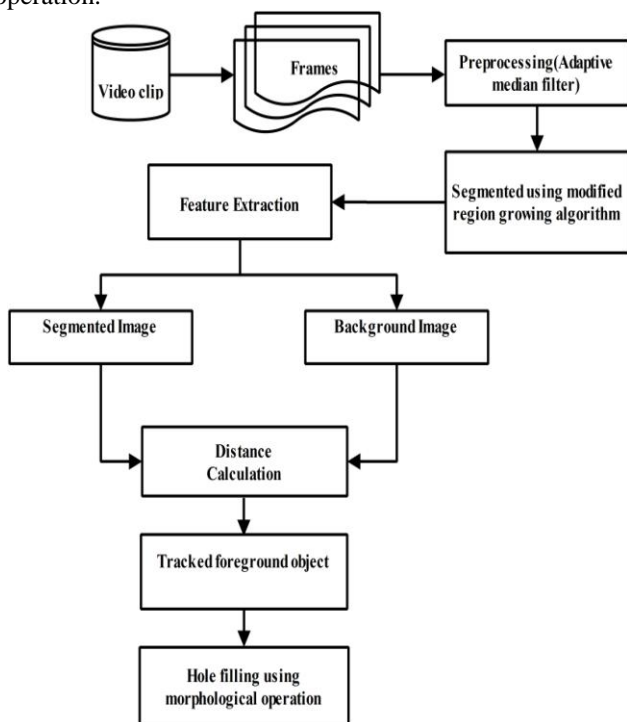 operation.
Video clip
Frames
Preprocessing(Adaptive
median filter)
Segmented using modified
region growing algorithm
Feature Extraction
Segmented Image
Background Image
Distance
Calculation
Tracked foreground object
Hole filling using
morphological operation